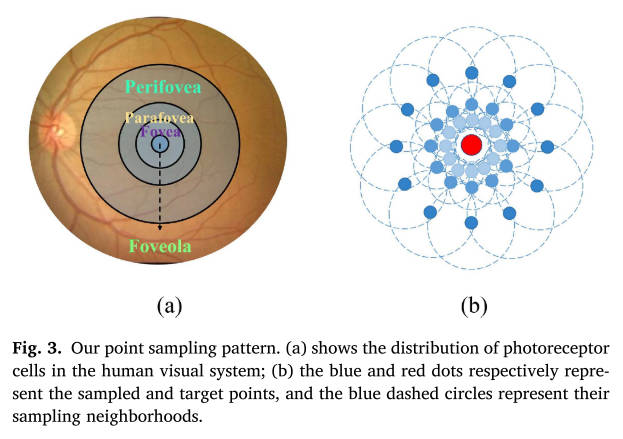 Perifovea
Parafovea
Fovea
Foveola
(a)
(b)
Fig. 3. Our point sampling pattern. (a) shows the distribution of photoreceptor
cells in the human visual system; (b) the blue and red dots respectively repre-
sent the sampled and target points, and the blue dashed circles represent their
sampling neighborhoods.